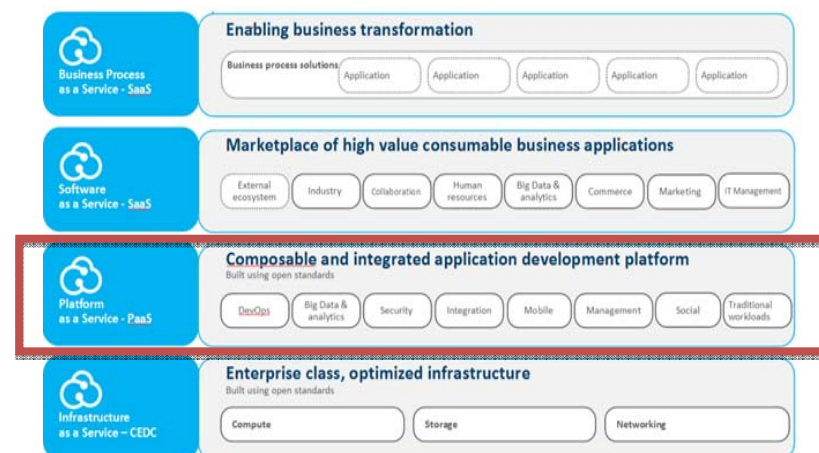 Business Process
as a Service - SaaS
Enabling business transformation
Business process solutions
Application
Application
Application
Application
Application
Software
as a Service - SaaS
Marketplace of high value consumable business applications
External
ecosystem
Industry
Collaboration
Human
resources
Big Data &
analytics
Commerce
Marketing
IT Management
Platform
as a Service - PaaS
Composable and integrated application development platform
Built using open standards
DevOps
Big Data &
analytics
Security
Integration
Mobile
Management
Social
Traditional
workloads
Infrastructure
as a Service – CEDC
Enterprise class, optimized infrastructure
Built using open standards
Compute
Storage
Networking